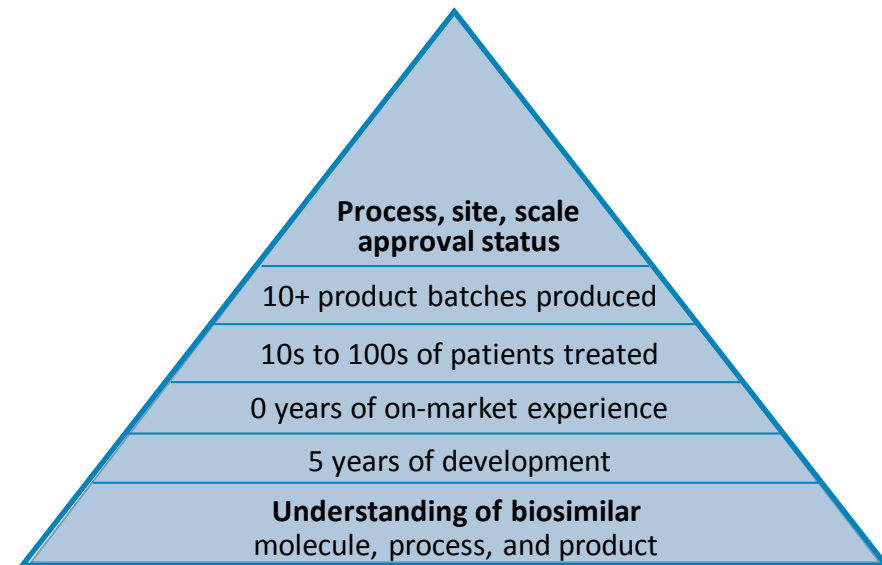 Process, site, scale
approval status
10+ product batches produced
10s to 100s of patients treated
0 years of on-market experience
5 years of development
Understanding of biosimilar
molecule, process, and product